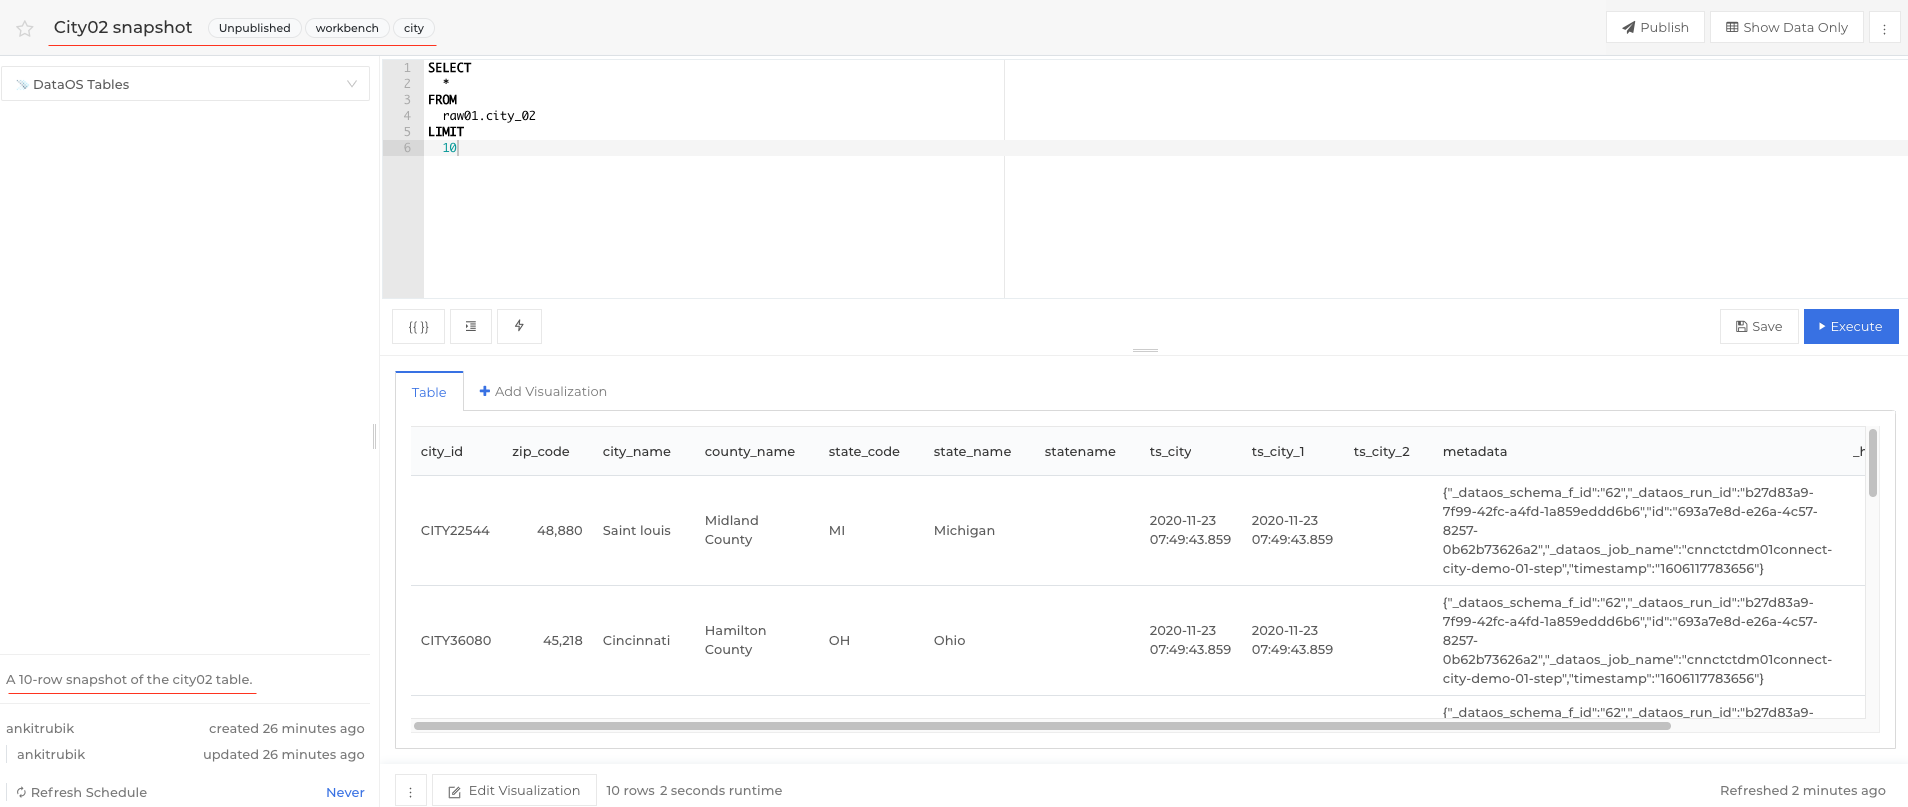 City02 snapshot Unpublished workbench city
Publish Show Data Only
DataOS Tables
1 SELECT
2 *
3 FROM
4 raw01.city_02
5 LIMIT
6 10
{{ }}
Save Execute
Table Add Visualization
city_id zip_code city_name county_name state_code state_name statename ts_city ts_city_1 ts_city_2 metadata
{"_dataos_schema_f_id":"62","_dataos_run_id":"b27d83a9-
Midland 2020-11-23 2020-11-23 7f99-42fc-a4fd-1a859eddd6b6","id":"693a7e8d-e26a-4c57-
CITY22544 48,880 Saint louis MI Michigan 8257-
County 07:49:43.859 07:49:43.859 0b62b73626a2","_dataos_job_name":"cnnctctdm01connect-
city-demo-01-step","timestamp":"1606117783656"}
{"_dataos_schema_f_id":"62","_dataos_run_id":"b27d83a9-
Hamilton 2020-11-23 2020-11-23 7f99-42fc-a4fd-1a859eddd6b6","id":"693a7e8d-e26a-4c57-
CITY36080 45,218 Cincinnati OH Ohio 8257-
County 07:49:43.859 07:49:43.859 0b62b73626a2","_dataos_job_name":"cnnctctdm01connect-
city-demo-01-step","timestamp":"1606117783656"}
{"_dataos_schema_f_id":"62","_dataos_run_id":"b27d83a9-
A 10-row snapshot of the city02 table.
ankitrubik created 26 minutes ago
ankitrubik updated 26 minutes ago
Refresh Schedule Never
Edit Visualization 10 rows 2 seconds runtime Refreshed 2 minutes ago